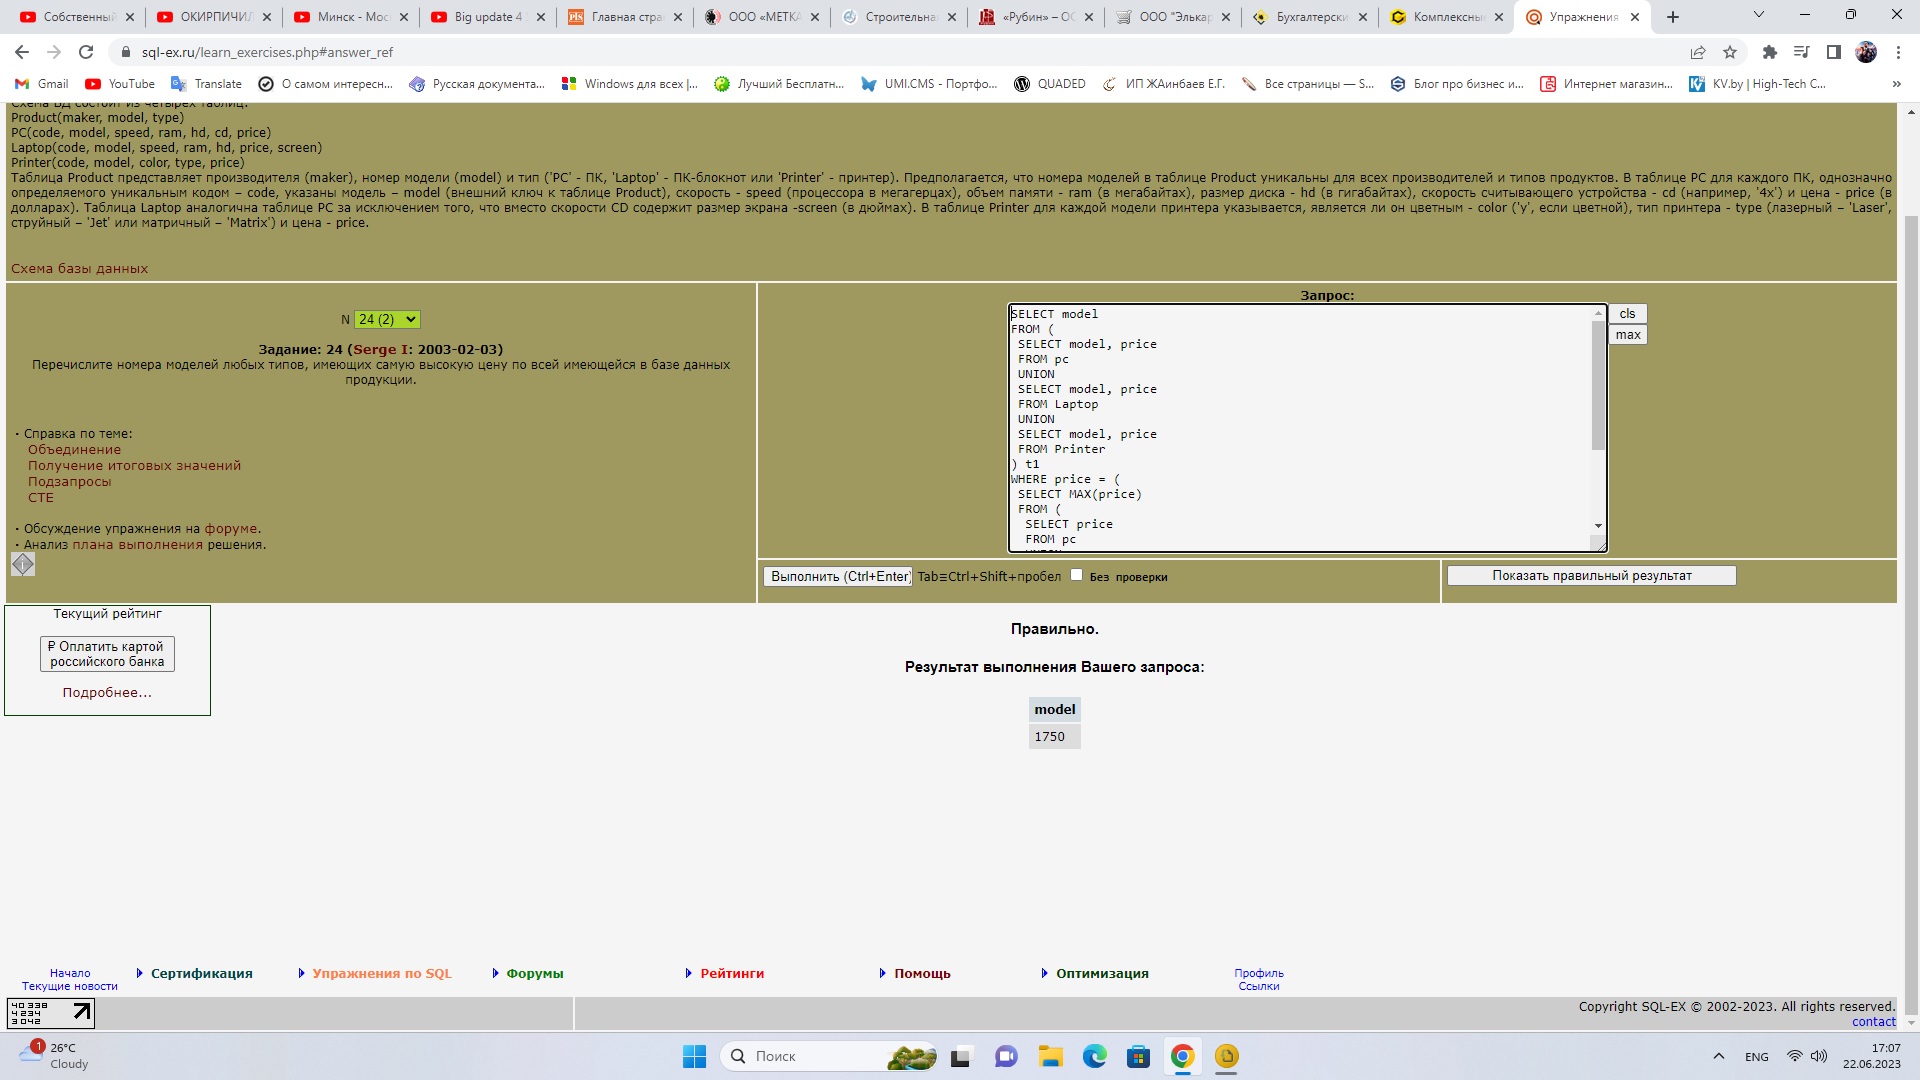 Собственный
ОКИРПИЧИЛ
Минск - Мос
Big update 4
Главная стра
ООО «МЕТКА
Строительна
«Рубин» – ОС
ООО "Элькар
Бухгалтерски
Комплексны
Упражнения
sql-ex.ru/learn_exercises.php#answer_ref
Gmail
YouTube
Translate
О самом интересн...
Русская документа...
Windows для всех |...
Лучший Бесплатн...
UMI.CMS - Портфо...
QUADED
ИП ЖАинбаев Е.Г.
Все страницы — S...
Блог про бизнес и...
Интернет магазин...
KV.by | High-Tech C...
Схема БД состоит из четырех таблиц:
Product(maker, model, type)
PC(code, model, speed, ram, hd, cd, price)
Laptop(code, model, speed, ram, hd, price, screen)
Printer(code, model, color, type, price)
Таблица Product представляет производителя (maker), номер модели (model) и тип ('PC' - ПК, 'Laptop' - ПК-блокнот или 'Printer' - принтер). Предполагается, что номера моделей в таблице Product уникальны для всех производителей и типов продуктов. В таблице PC для каждого ПК, однозначно
определяемого уникальным кодом – code, указаны модель – model (внешний ключ к таблице Product), скорость - speed (процессора в мегагерцах), объем памяти - ram (в мегабайтах), размер диска - hd (в гигабайтах), скорость считывающего устройства - cd (например, '4x') и цена - price (в
долларах). Таблица Laptop аналогична таблице РС за исключением того, что вместо скорости CD содержит размер экрана -screen (в дюймах). В таблице Printer для каждой модели принтера указывается, является ли он цветным - color ('y', если цветной), тип принтера - type (лазерный – 'Laser',
струйный – 'Jet' или матричный – 'Matrix') и цена - price.
Схема базы данных
N 24 (2)
Задание: 24 (Serge I: 2003-02-03)
Перечислите номера моделей любых типов, имеющих самую высокую цену по всей имеющейся в базе данных
продукции.
• Справка по теме:
Объединение
Получение итоговых значений
Подзапросы
CTE
• Обсуждение упражнения на форуме.
• Анализ плана выполнения решения.
Запрос:
SELECT model
FROM (
SELECT model, price
FROM pc
UNION
SELECT model, price
FROM Laptop
UNION
SELECT model, price
FROM Printer
) t1
WHERE price = (
SELECT MAX(price)
FROM (
SELECT price
FROM pc
UNION
cls
max
Выполнить (Ctrl+Enter)
Tab≡Ctrl+Shift+пробел
Без проверки
Показать правильный результат
Текущий рейтинг
₽ Оплатить картой
российского банка
Подробнее...
Правильно.
Результат выполнения Вашего запроса:
model
1750
Начало
Текущие новости
Сертификация
Упражнения по SQL
Форумы
Рейтинги
Помощь
Оптимизация
Профиль
Ссылки
40 338
4 234
3 042
Copyright SQL-EX © 2002-2023. All rights reserved.
contact
1
26°C
Cloudy
Поиск
ENG
17:07
22.06.2023